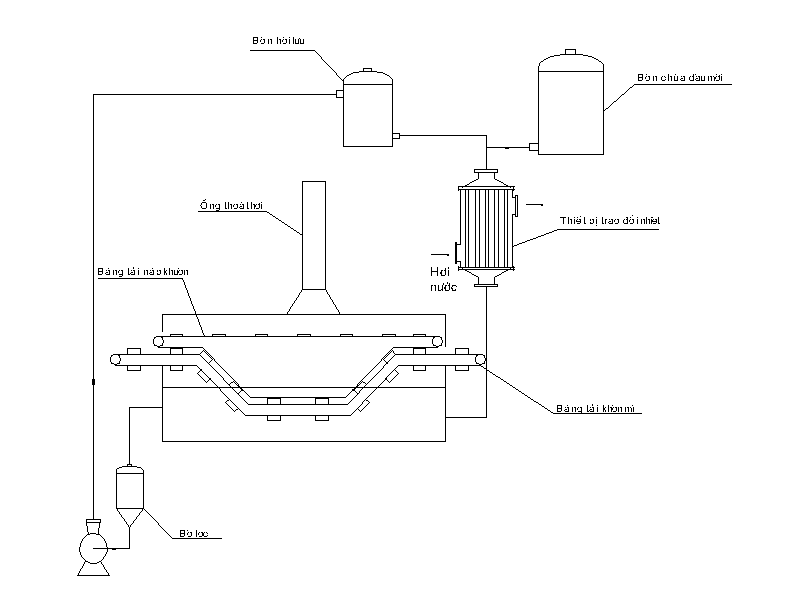 Bồn hồi lưu
Bồn chứa dầu mới
Ống thoát hơi
Thiết bị trao đổi nhiệt
Băng tải nắp khuôn
Hơi
nước
Băng tải khuôn mì
Bộ lọc